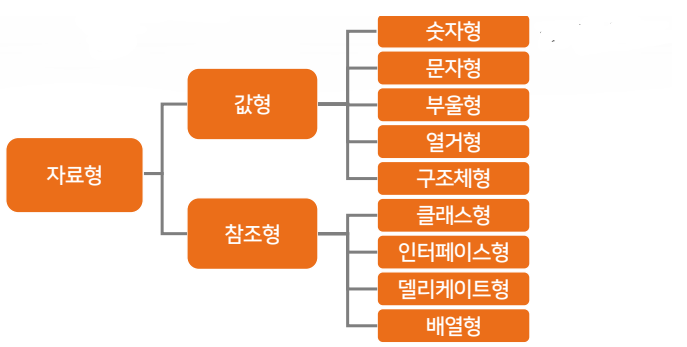 숫자형
문자형
값형
부울형
열거형
자료형
구조체형
클래스형
참조형
인터페이스형
델리케이트형
배열형